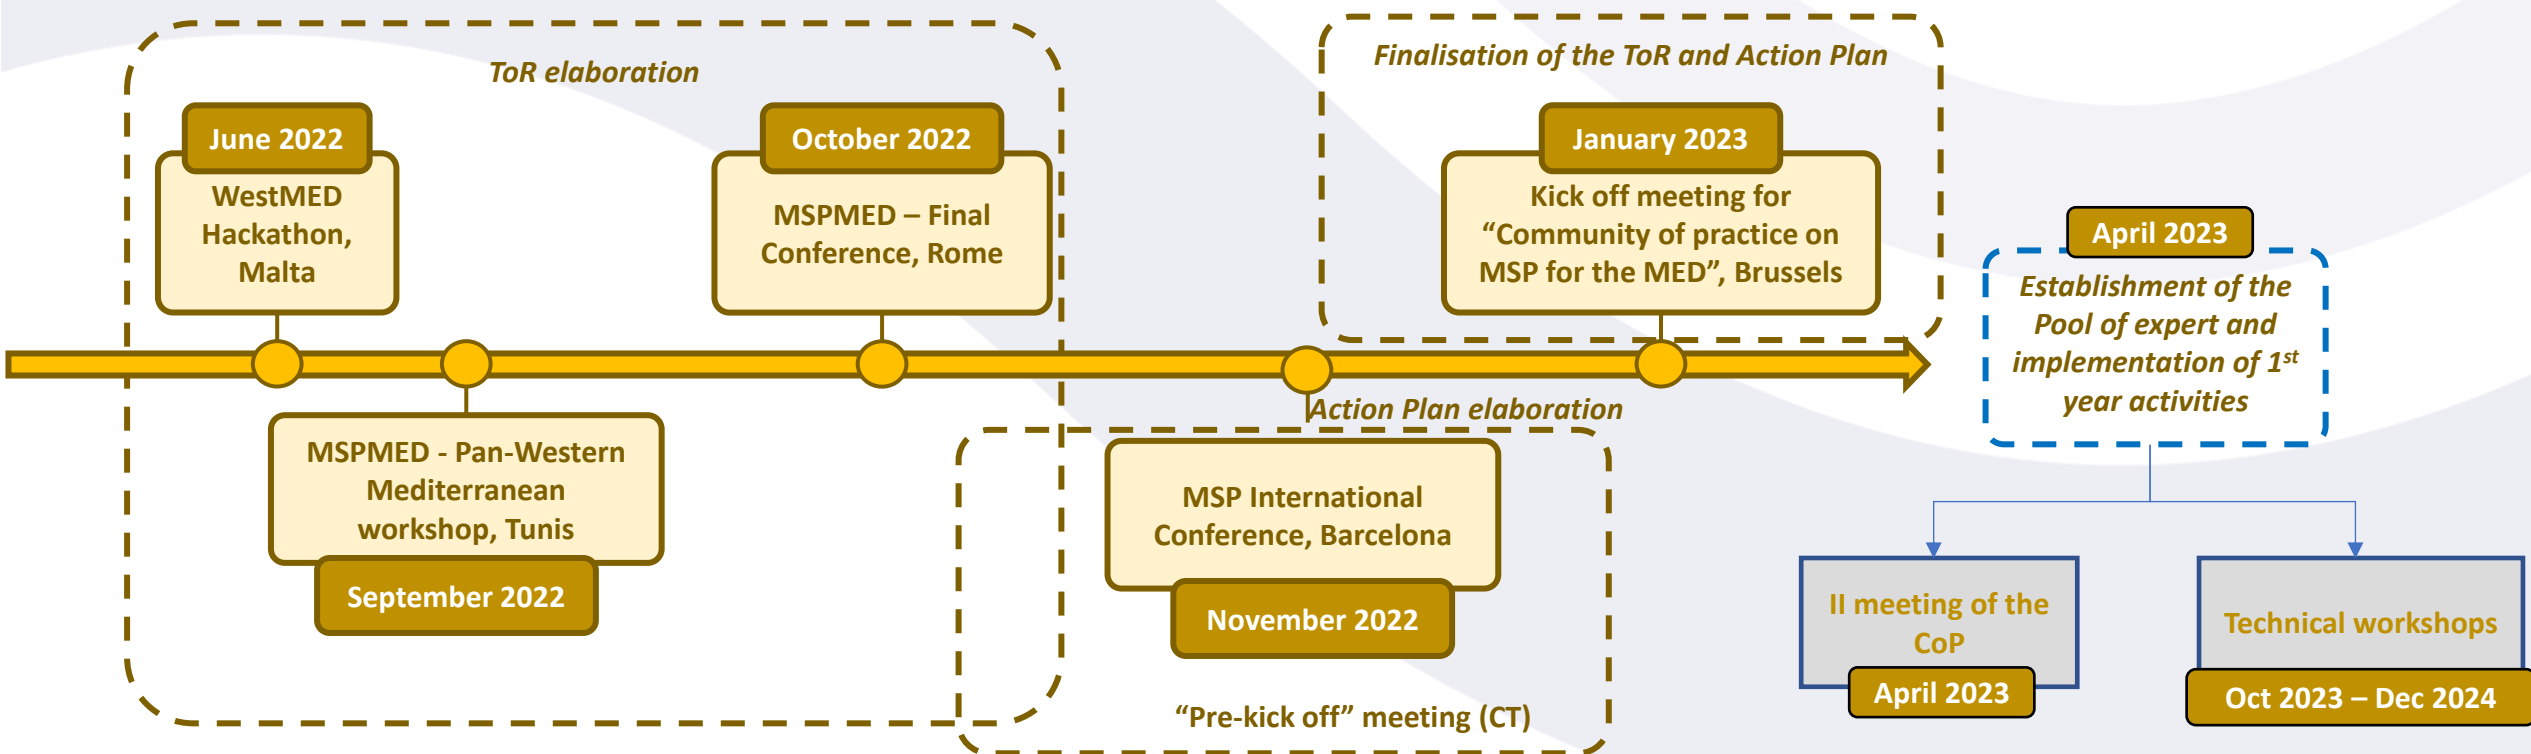 ToR elaboration
June 2022
WestMED
Hackathon,
Malta
MSPMED - Pan-Western
Mediterranean
workshop, Tunis
September 2022
October 2022
MSPMED – Final
Conference, Rome
Action Plan elaboration
MSP International
Conference, Barcelona
November 2022
“Pre-kick off” meeting (CT)
Finalisation of the ToR and Action Plan
January 2023
Kick off meeting for
“Community of practice on
MSP for the MED”, Brussels
April 2023
Establishment of the
Pool of expert and
implementation of 1st
year activities
II meeting of the
CoP
April 2023
Technical workshops
Oct 2023 – Dec 2024